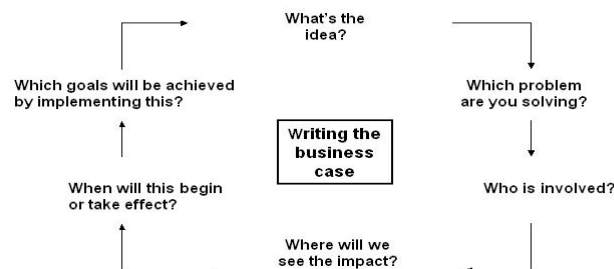 What's the
idea?
Which problem
are you solving?
Who is involved?
Where will we
see the impact?
When will this begin
or take effect?
Which goals will be achieved
by implementing this?
Writing the
business
case